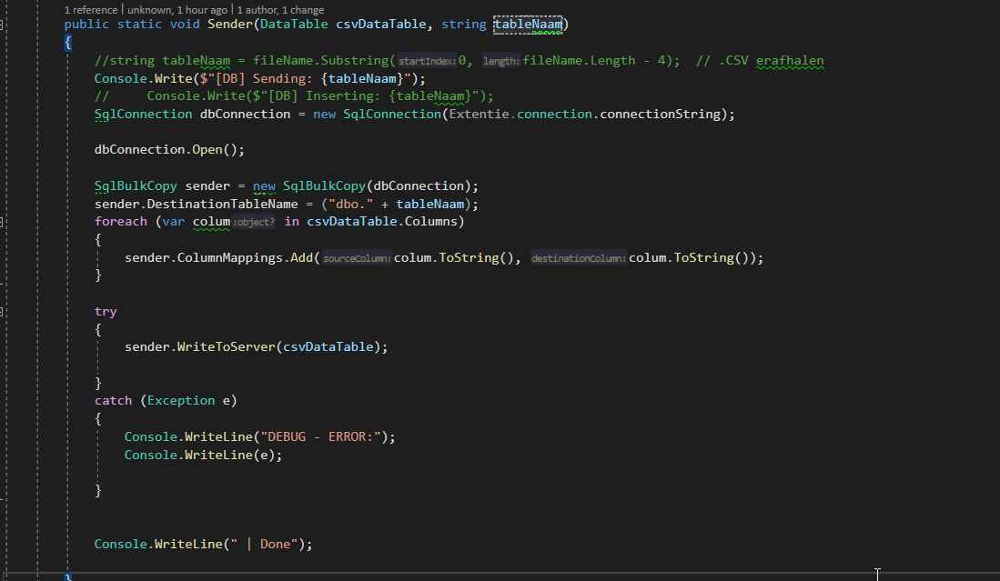 1 reference | unknown, 1 hour ago | 1 author, 1 change
public static void Sender(DataTable csvDataTable, string tableNaam)
{
//string tableNaam = fileName.Substring(startIndex:0, length:fileName.Length - 4);  // .CSV erafhalen
Console.Write($"[DB] Sending: {tableNaam}");
//     Console.Write($"[DB] Inserting: {tableNaam}");
SqlConnection dbConnection = new SqlConnection(Extentie.connection.connectionString);
dbConnection.Open();
SqlBulkCopy sender = new SqlBulkCopy(dbConnection);
sender.DestinationTableName = ("dbo." + tableNaam);
foreach (var colum:object? in csvDataTable.Columns)
{
sender.ColumnMappings.Add(sourceColumn:colum.ToString(), destinationColumn:colum.ToString());
}
try
{
sender.WriteToServer(csvDataTable);
}
catch (Exception e)
{
Console.WriteLine("DEBUG - ERROR:");
Console.WriteLine(e);
}
Console.WriteLine(" | Done");
}